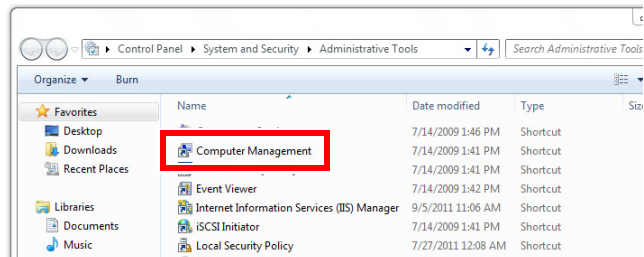 Control Panel ▸ System and Security ▸ Administrative Tools
Search Administrative Tools
Organize Burn
Name Date modified Type
Favorites
Desktop
Downloads
Recent Places
Libraries
Documents
Music
7/14/2009 1:46 PM Shortcut
Computer Management 7/14/2009 1:41 PM Shortcut
7/14/2009 1:41 PM Shortcut
Event Viewer 7/14/2009 1:42 PM Shortcut
Internet Information Services (IIS) Manager 9/5/2011 11:06 AM Shortcut
iSCSI Initiator 7/14/2009 1:41 PM Shortcut
Local Security Policy 7/27/2011 12:08 AM Shortcut